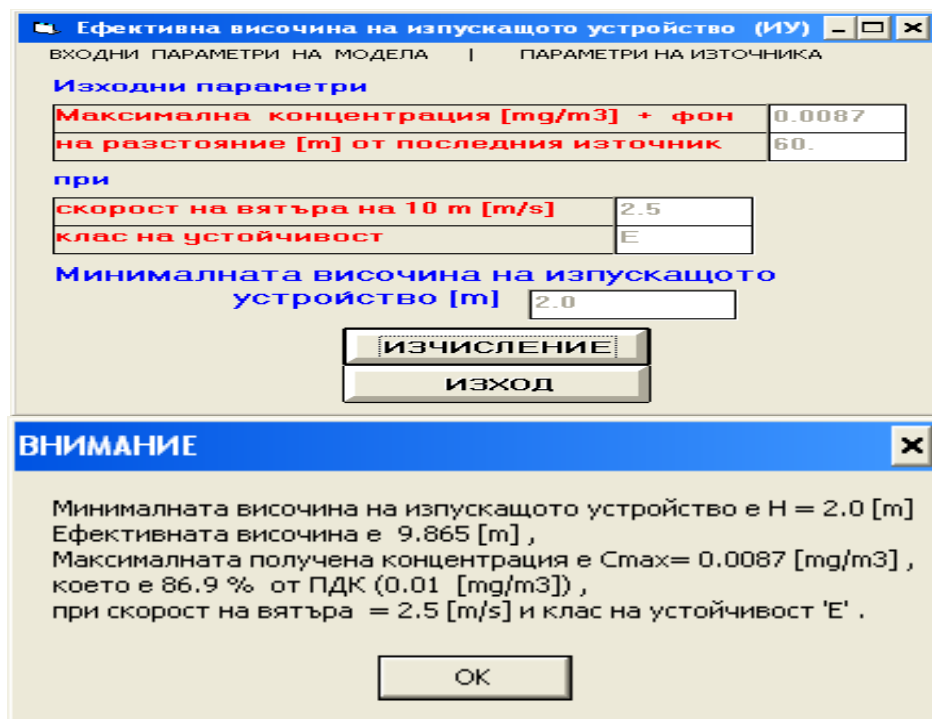 Ефективна височина на изпускащото устройство (ИУ)
ВХОДНИ ПАРАМЕТРИ НА МОДЕЛА | ПАРАМЕТРИ НА ИЗТОЧНИКА
Изходни параметри
Максимална концентрация [mg/m3] + фон 0.0087
на разстояние [m] от последния източник 60.
при
скорост на вятъра на 10 m [m/s] 2.5
клас на устойчивост E
Минималната височина на изпускащото
устройство [m] 2.0
ИЗЧИСЛЕНИЕ
ИЗХОД
ВНИМАНИЕ
Минималната височина на изпускащото устройство е H = 2.0 [m]
Ефективната височина е 9.865 [m] ,
Максималната получена концентрация е Cmax= 0.0087 [mg/m3] ,
което е 86.9 % от ПДК (0.01 [mg/m3]) ,
при скорост на вятъра = 2.5 [m/s] и клас на устойчивост 'E' .
OK